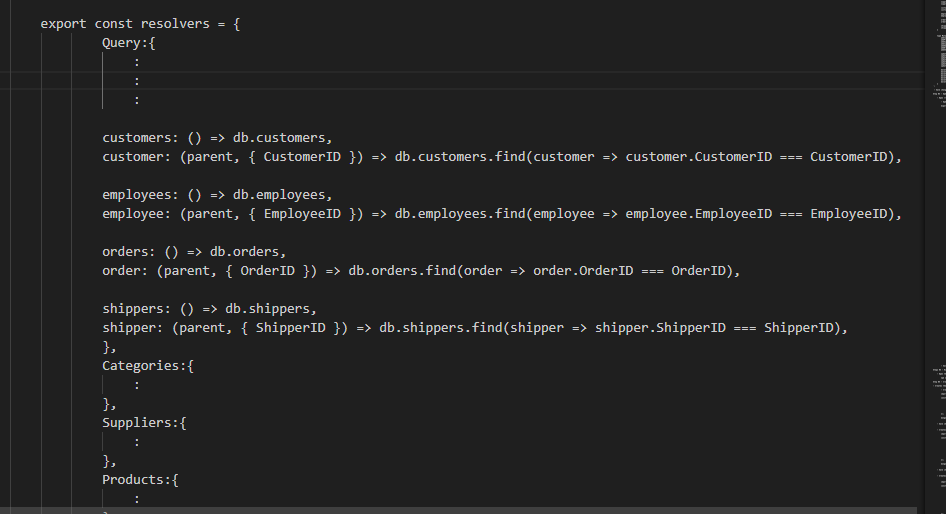 export const resolvers = {
Query:{
:
:
:
customers: () => db.customers,
customer: (parent, { CustomerID }) => db.customers.find(customer => customer.CustomerID === CustomerID),
employees: () => db.employees,
employee: (parent, { EmployeeID }) => db.employees.find(employee => employee.EmployeeID === EmployeeID),
orders: () => db.orders,
order: (parent, { OrderID }) => db.orders.find(order => order.OrderID === OrderID),
shippers: () => db.shippers,
shipper: (parent, { ShipperID }) => db.shippers.find(shipper => shipper.ShipperID === ShipperID),
},
Categories:{
:
},
Suppliers:{
:
},
Products:{
: